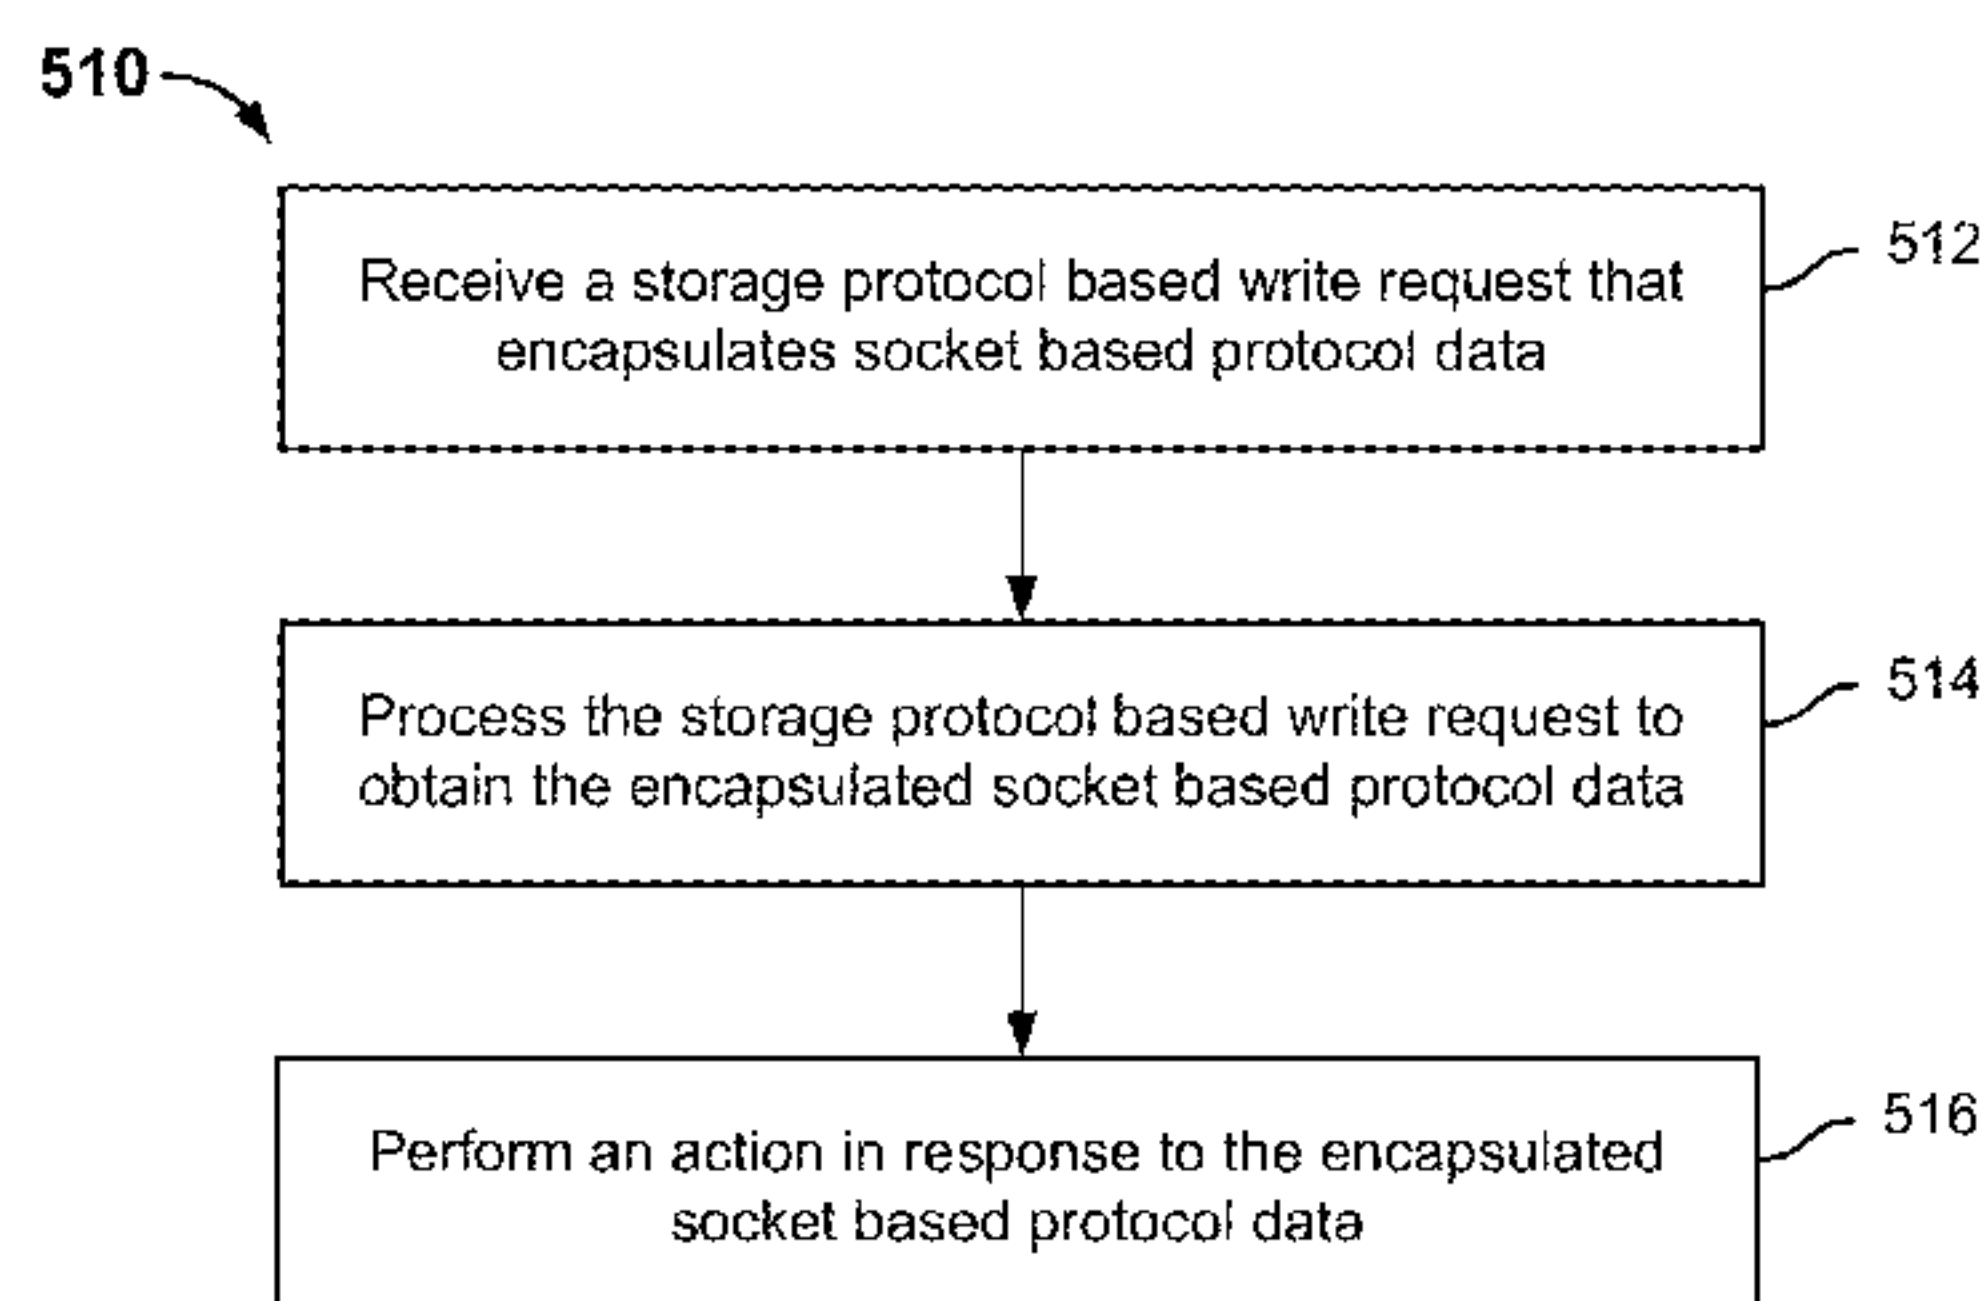 510
Receive a storage protocol based write request that
encapsulates socket based protocol data
512
Process the storage protocol based write request to
obtain the encapsulated socket based protocol data
514
Perform an action in response to the encapsulated
socket based protocol data
516